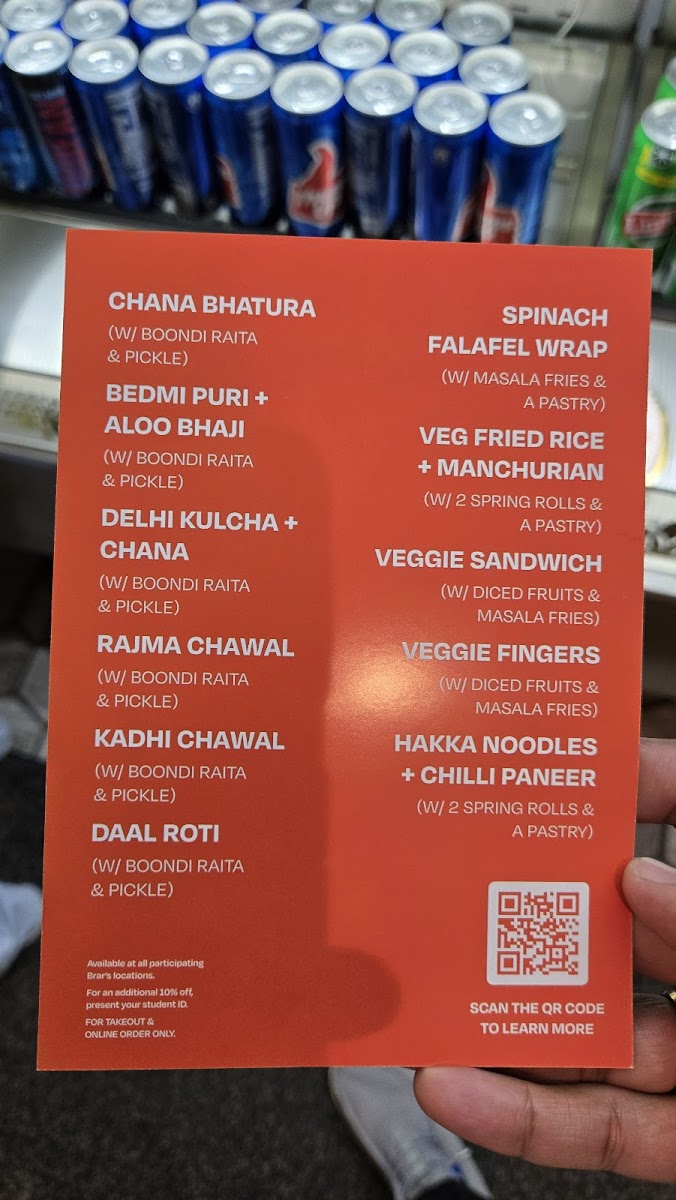 CHANA BHATURA
(W/ BOONDI RAITA
& PICKLE)
BEDMI PURI +
ALOO BHAJI
(W/ BOONDI RAITA
& PICKLE)
DELHI KULCHA +
CHANA
(W/ BOONDI RAITA
& PICKLE)
RAJMA CHAWAL
(W/ BOONDI RAITA
& PICKLE)
KADHI CHAWAL
(W/ BOONDI RAITA
& PICKLE)
DAAL ROTI
(W/ BOONDI RAITA
& PICKLE)
Available at all participating
Brar's locations.
For an additional 10% off,
present your student ID.
FOR TAKEOUT &
ONLINE ORDER ONLY.
SPINACH
FALAFEL WRAP
(W/ MASALA FRIES &
A PASTRY)
VEG FRIED RICE
+ MANCHURIAN
(W/ 2 SPRING ROLLS &
A PASTRY)
VEGGIE SANDWICH
(W/ DICED FRUITS &
MASALA FRIES)
VEGGIE FINGERS
(W/ DICED FRUITS &
MASALA FRIES)
HAKKA NOODLES
+ CHILLI PANEER
(W/ 2 SPRING ROLLS &
A PASTRY)
SCAN THE QR CODE
TO LEARN MORE